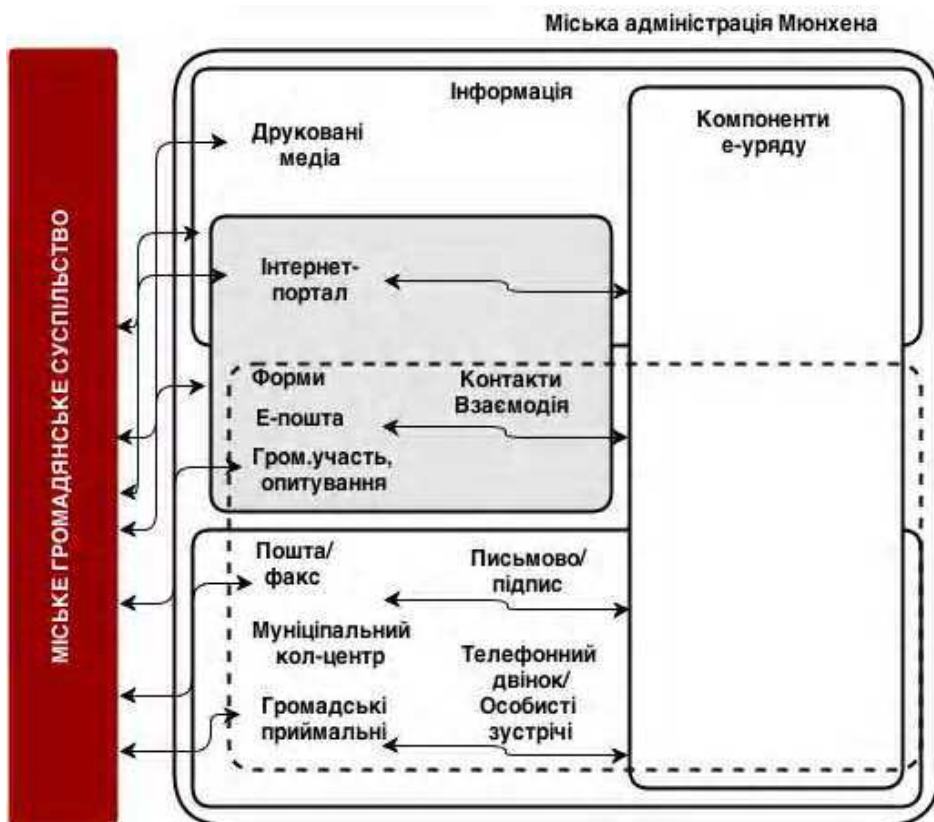 Міська адміністрація Мюнхена
МІСЬКЕ ГРОМАДЯНСЬКЕ СУСПІЛЬСТВО
Інформація
Компоненти
е-уряду
Друковані
медіа
Інтернет-
портал
Форми
Е-пошта
Гром.участь,
опитування
Контакти
Взаємодія
Пошта/
факс
Письмово/
підпис
Муніципальний
кол-центр
Телефонний
двінок/
Особисті
зустрічі
Громадські
приймальні